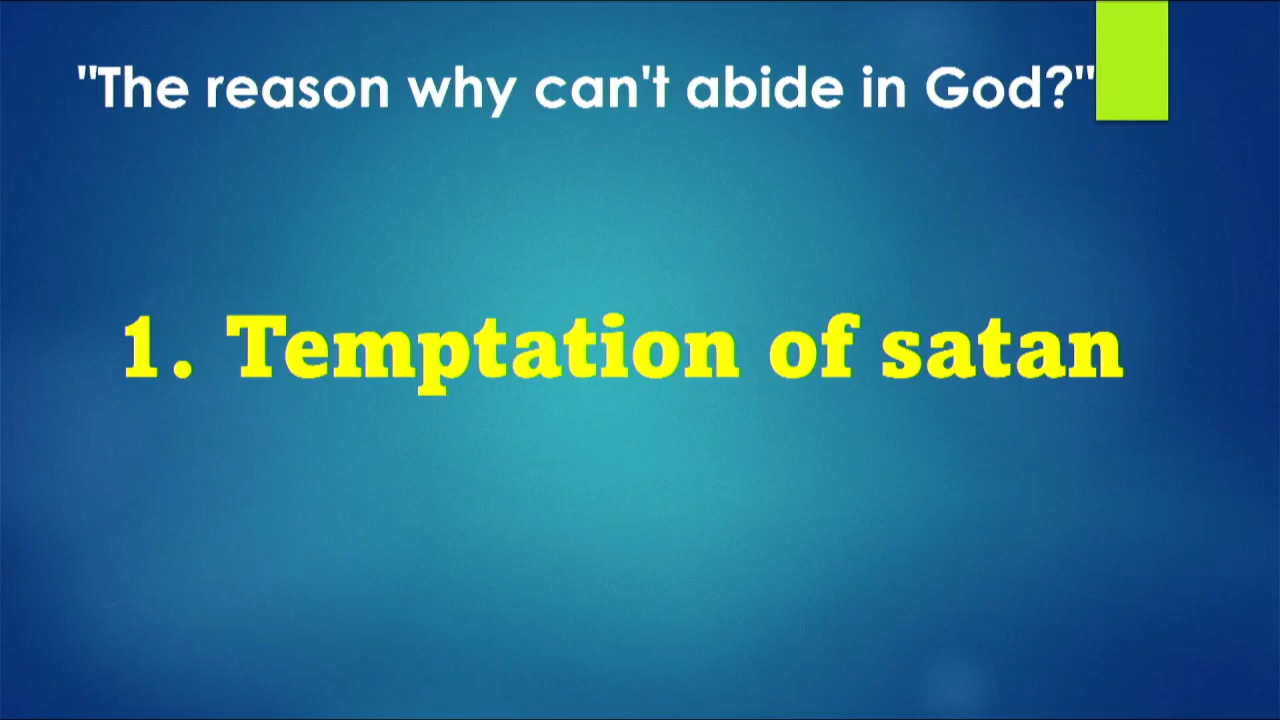 "The reason why can't abide in God?"
1. Temptation of satan